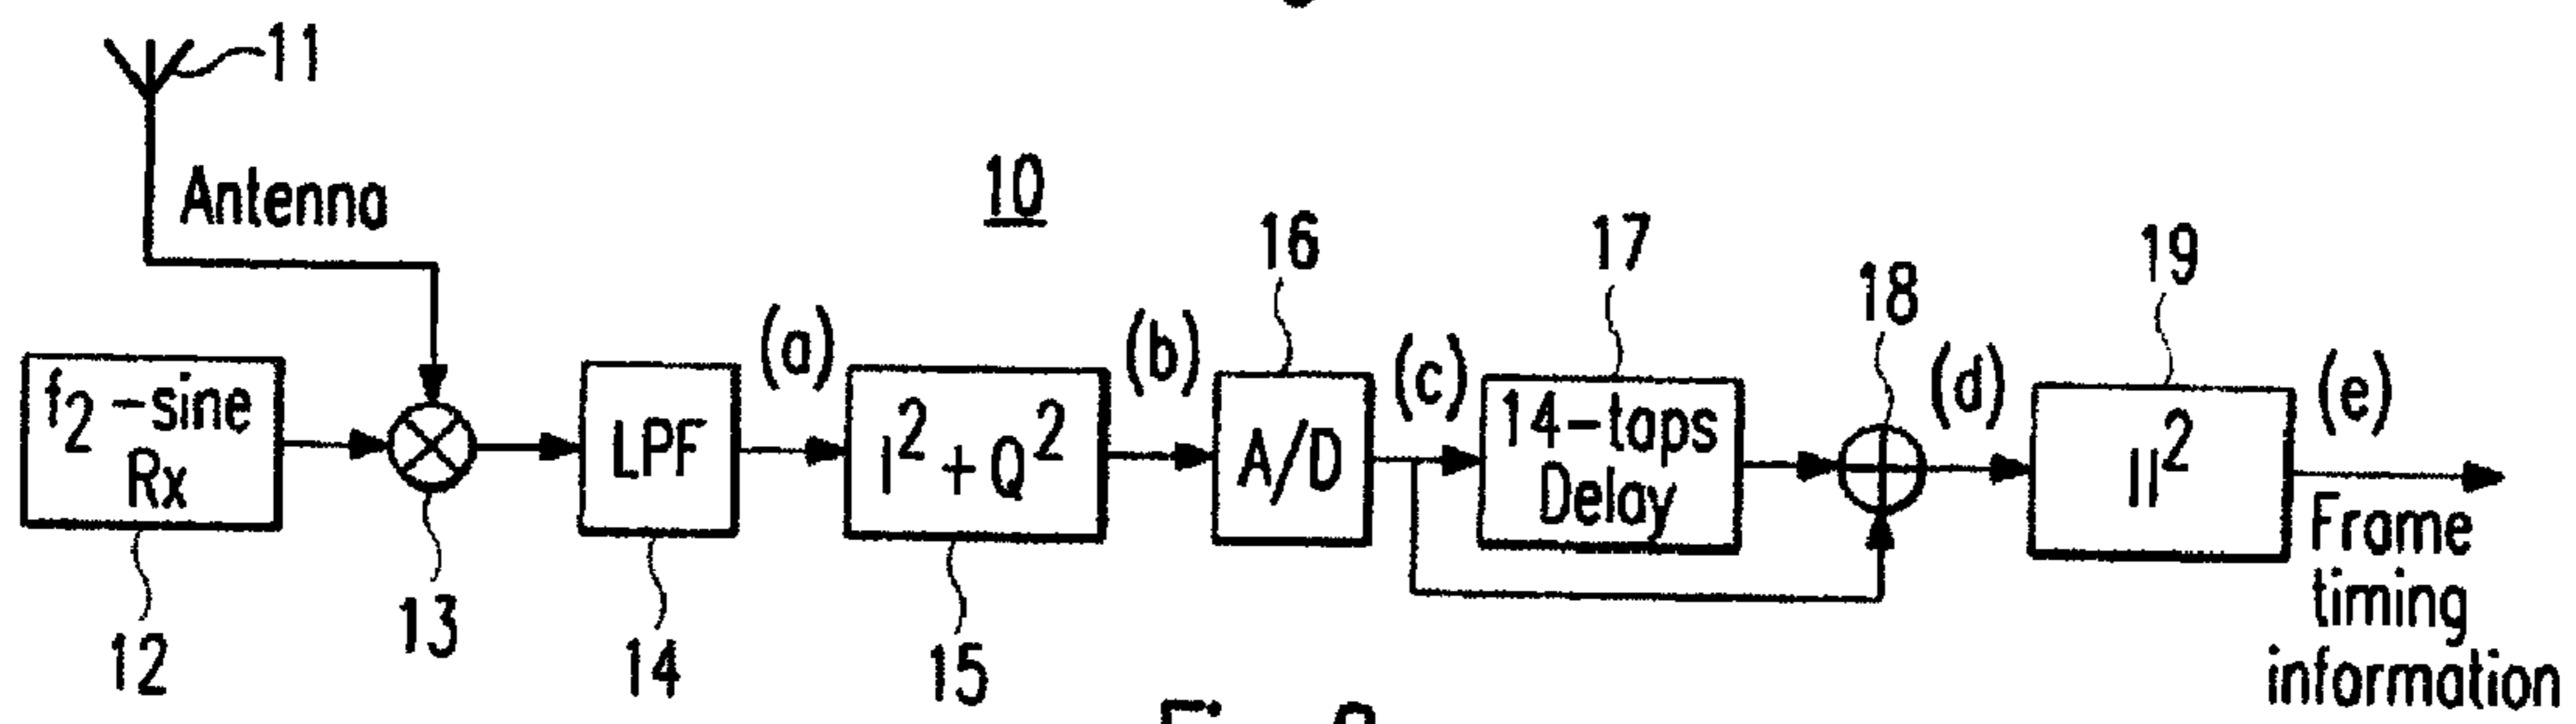 11
Antenna
10
16
17
18
19
(a)
(b)
(c)
(d)
(e)
f2-sine
Rx
LPF
I2+Q2
A/D
14-taps
Delay
||2
Frame
timing
information
12
13
14
15